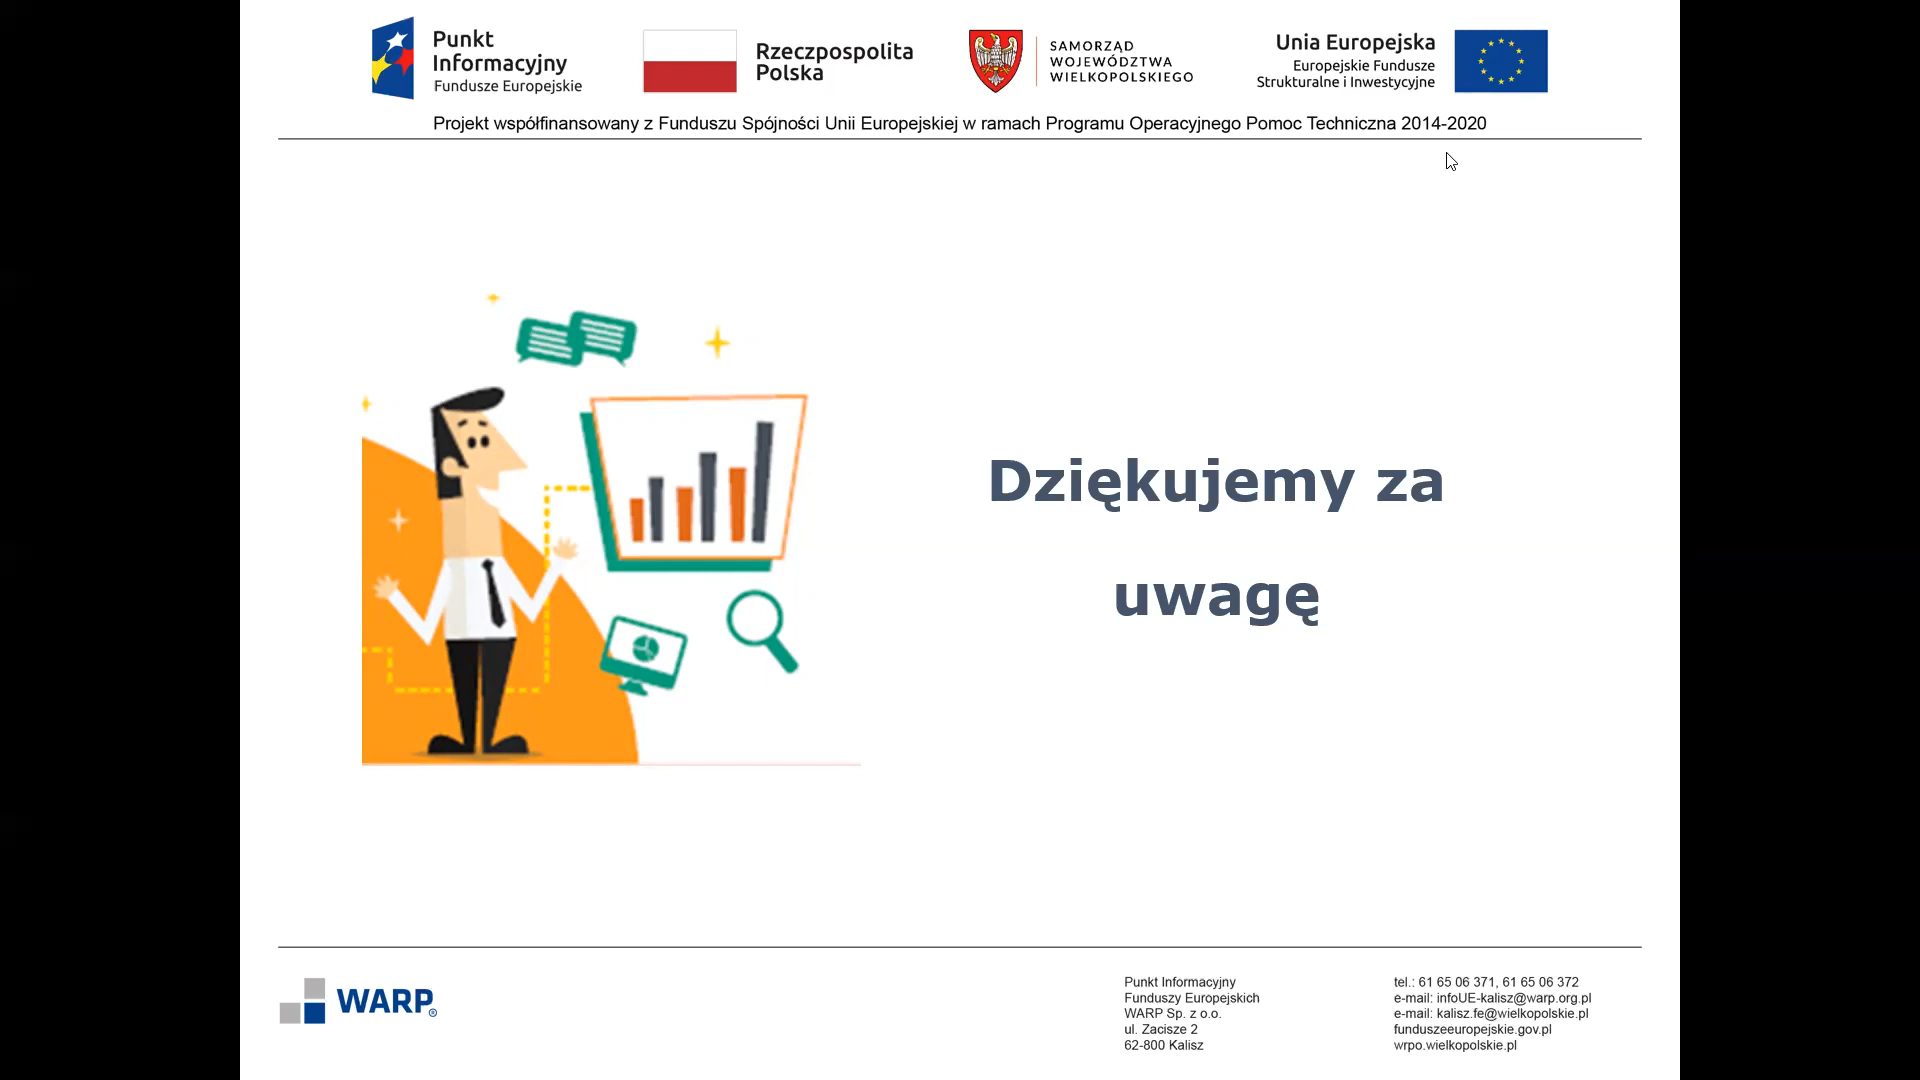 Punkt
Informacyjny
Fundusze Europejskie
Rzeczpospolita
Polska
SAMORZĄD
WOJEWÓDZTWA
WIELKOPOLSKIEGO
Unia Europejska
Europejskie Fundusze
Strukturalne i Inwestycyjne
Projekt współfinansowany z Funduszu Spójności Unii Europejskiej w ramach Programu Operacyjnego Pomoc Techniczna 2014-2020
Dziękujemy za
uwagę
WARP®
Punkt Informacyjny
Funduszy Europejskich
WARP Sp. z o.o.
ul. Zacisze 2
62-800 Kalisz
tel.: 61 65 06 371, 61 65 06 372
e-mail: infoUE-kalisz@warp.org.pl
e-mail: kalisz.fe@wielkopolskie.pl
funduszeeuropejskie.gov.pl
wrpo.wielkopolskie.pl